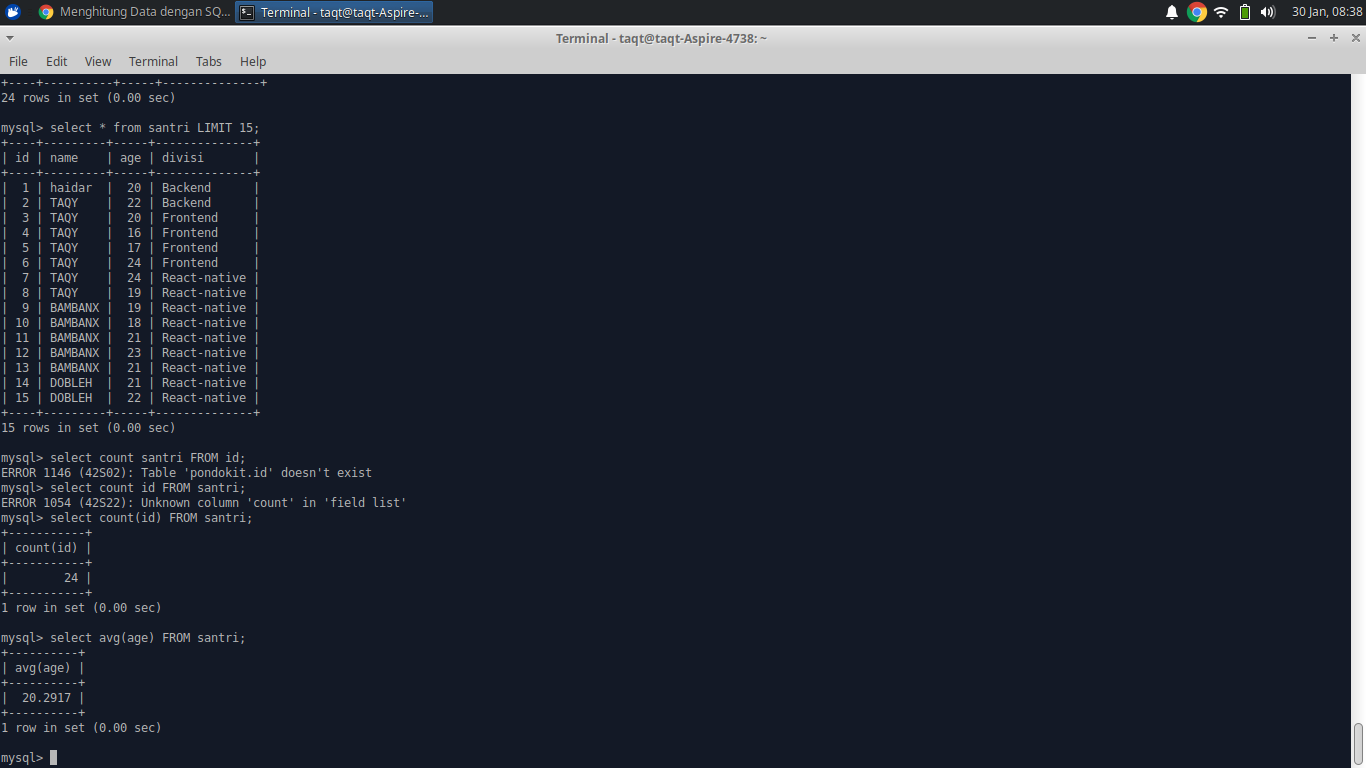 Menghitung Data dengan SQ...
Terminal - taqt@taqt-Aspire-...
30 Jan, 08:38
Terminal - taqt@taqt-Aspire-4738: ~
File Edit View Terminal Tabs Help
+----+----------+-----+--------------+
24 rows in set (0.00 sec)
mysql> select * from santri LIMIT 15;
+----+---------+-----+--------------+
| id | name    | age | divisi       |
+----+---------+-----+--------------+
|  1 | haidar  |  20 | Backend      |
|  2 | TAQY    |  22 | Backend      |
|  3 | TAQY    |  20 | Frontend     |
|  4 | TAQY    |  16 | Frontend     |
|  5 | TAQY    |  17 | Frontend     |
|  6 | TAQY    |  24 | Frontend     |
|  7 | TAQY    |  24 | React-native |
|  8 | TAQY    |  19 | React-native |
|  9 | BAMBANX |  19 | React-native |
| 10 | BAMBANX |  18 | React-native |
| 11 | BAMBANX |  21 | React-native |
| 12 | BAMBANX |  23 | React-native |
| 13 | BAMBANX |  21 | React-native |
| 14 | DOBLEH  |  21 | React-native |
| 15 | DOBLEH  |  22 | React-native |
+----+---------+-----+--------------+
15 rows in set (0.00 sec)
mysql> select count santri FROM id;
ERROR 1146 (42S02): Table 'pondokit.id' doesn't exist
mysql> select count id FROM santri;
ERROR 1054 (42S22): Unknown column 'count' in 'field list'
mysql> select count(id) FROM santri;
+-----------+
| count(id) |
+-----------+
|        24 |
+-----------+
1 row in set (0.00 sec)
mysql> select avg(age) FROM santri;
+----------+
| avg(age) |
+----------+
|  20.2917 |
+----------+
1 row in set (0.00 sec)
mysql>